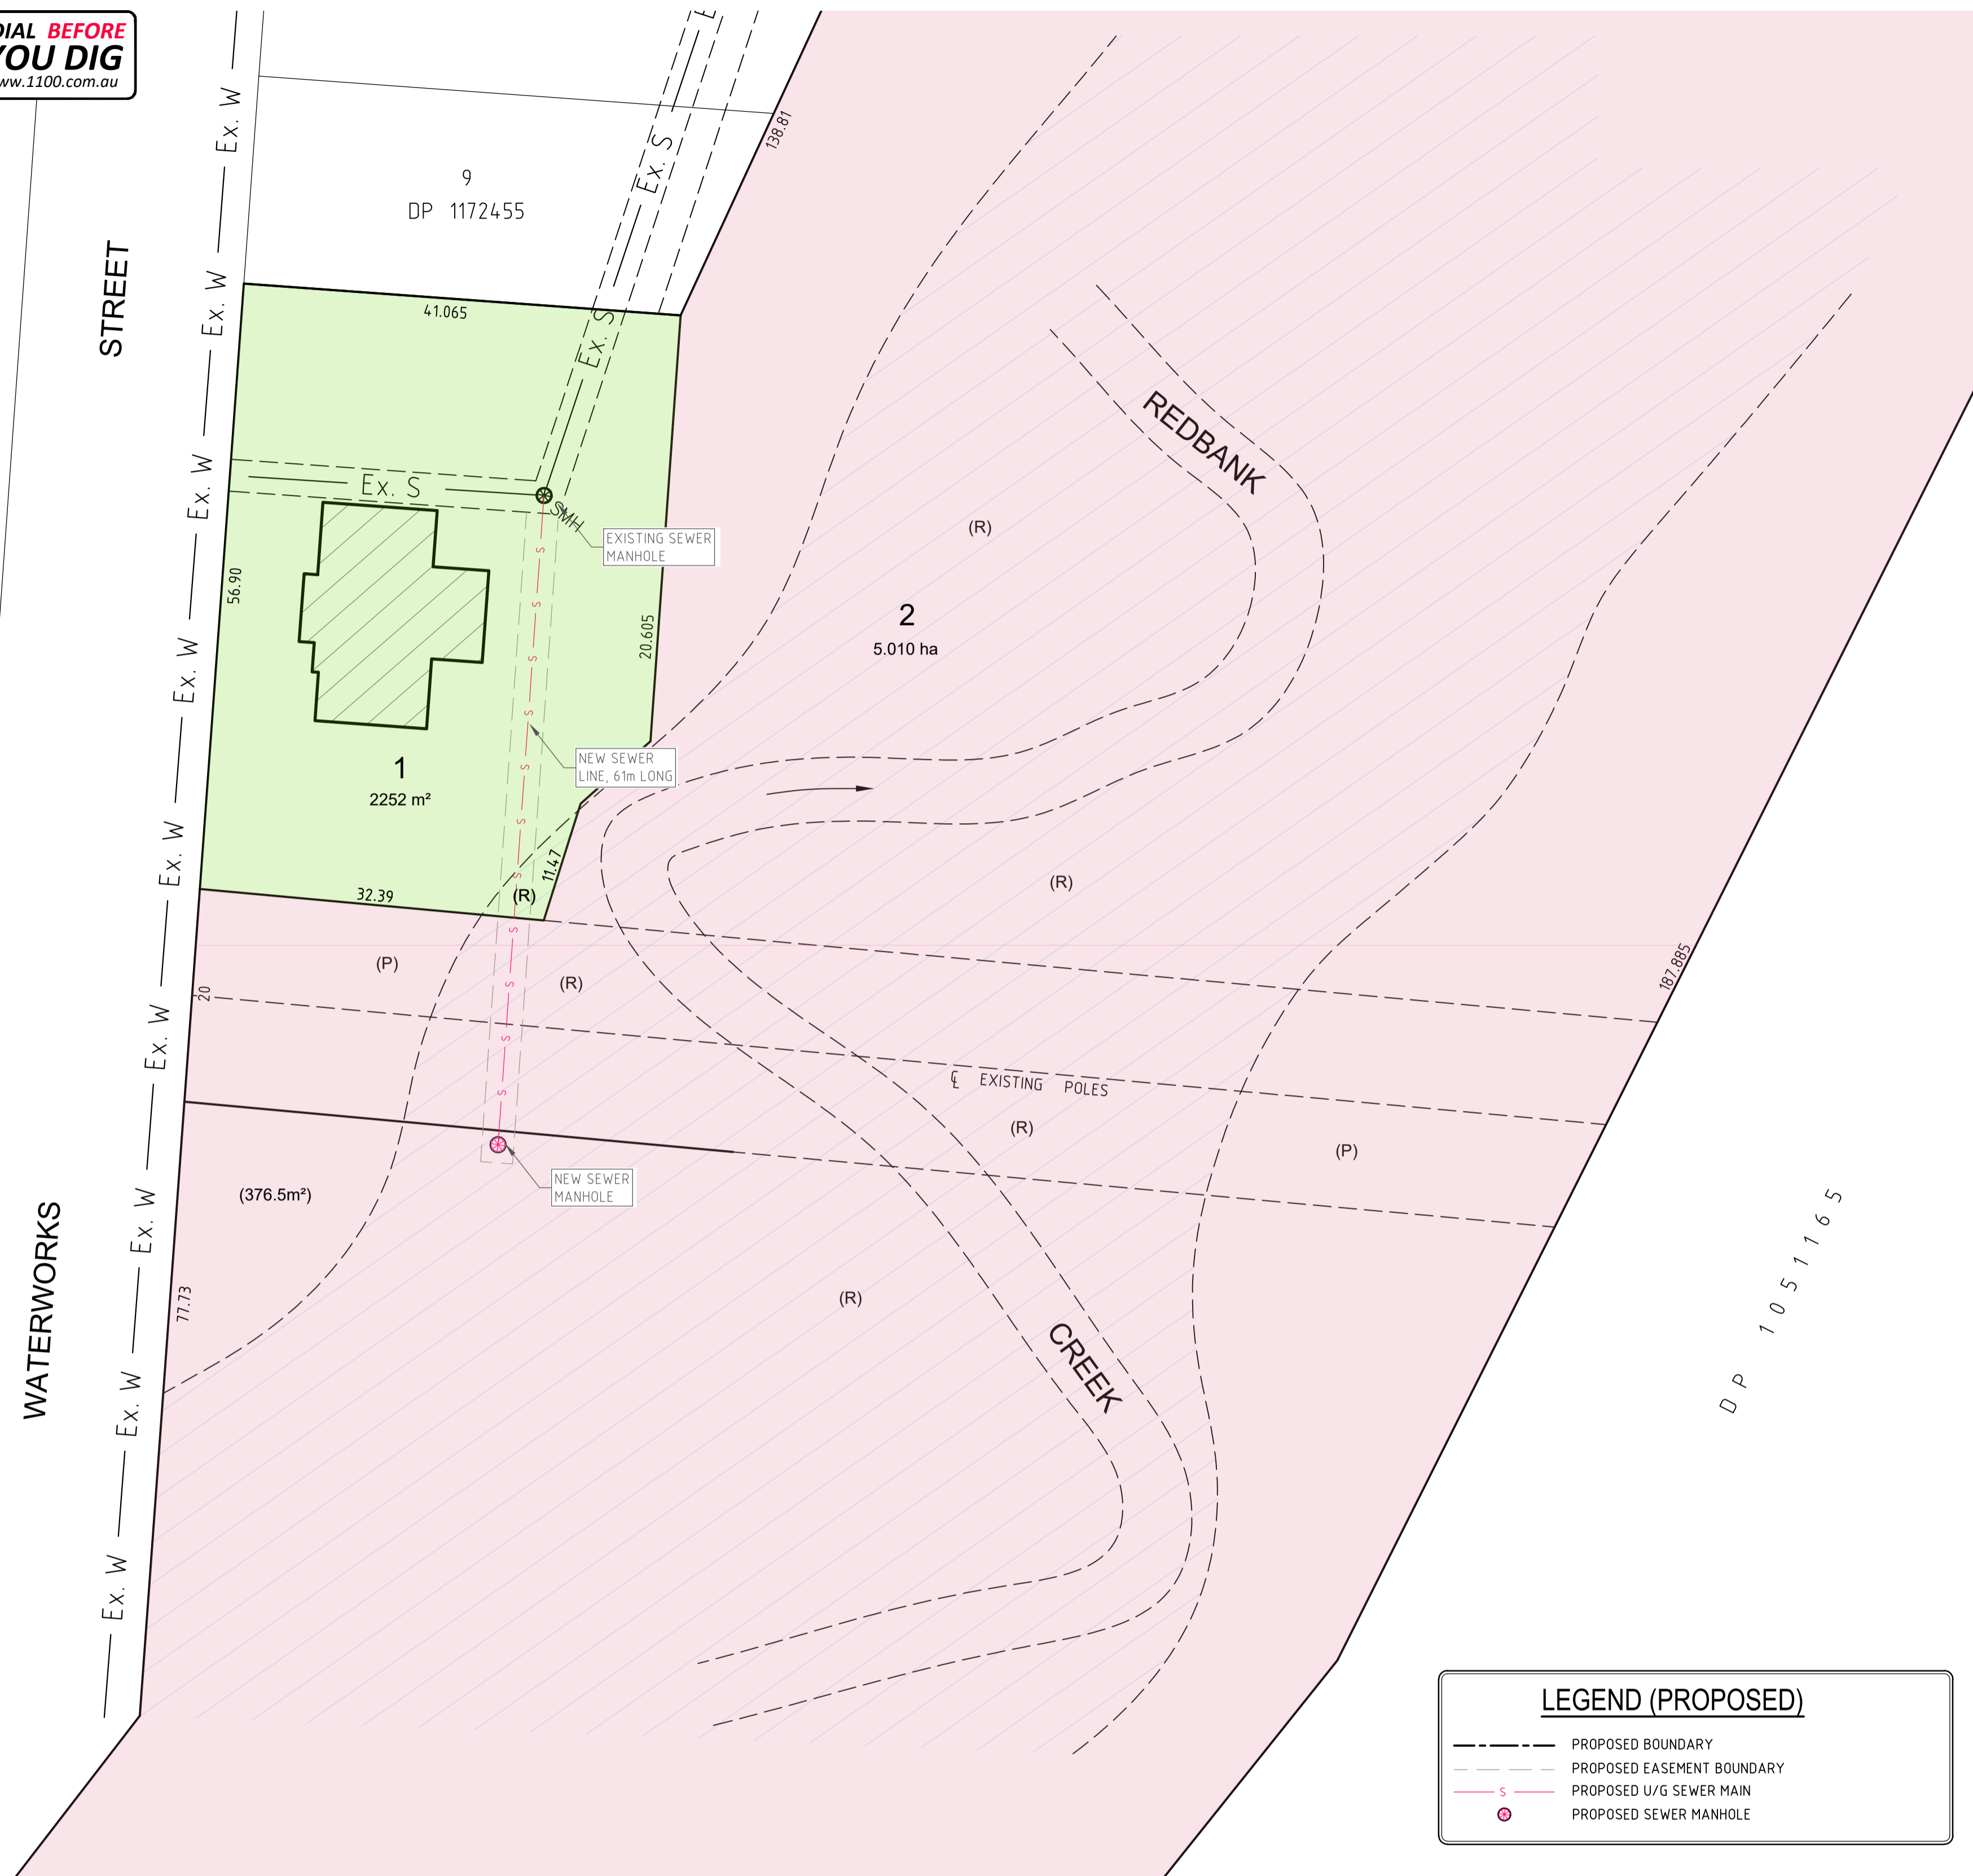 DIAL BEFORE
YOU DIG
www.1100.com.au
STREET
WATERWORKS
Ex. W
Ex. W
Ex. W
Ex. W
Ex. W
Ex. W
Ex. W
Ex. W
Ex. W
9
DP 1172455
138.81
Ex. S
Ex. S
Ex. S
41.065
SMH
EXISTING SEWER
MANHOLE
56.90
20.605
1
2252 m²
NEW SEWER
LINE, 61m LONG
S
S
S
S
S
S
S
S
S
S
S
11.47
32.39
(R)
REDBANK
(R)
2
5.010 ha
(R)
(P)
(R)
20
187.885
℄ EXISTING POLES
(R)
(P)
NEW SEWER
MANHOLE
(376.5m²)
77.73
(R)
CREEK
DP 1051165
LEGEND (PROPOSED)
PROPOSED BOUNDARY
PROPOSED EASEMENT BOUNDARY
S PROPOSED U/G SEWER MAIN
PROPOSED SEWER MANHOLE